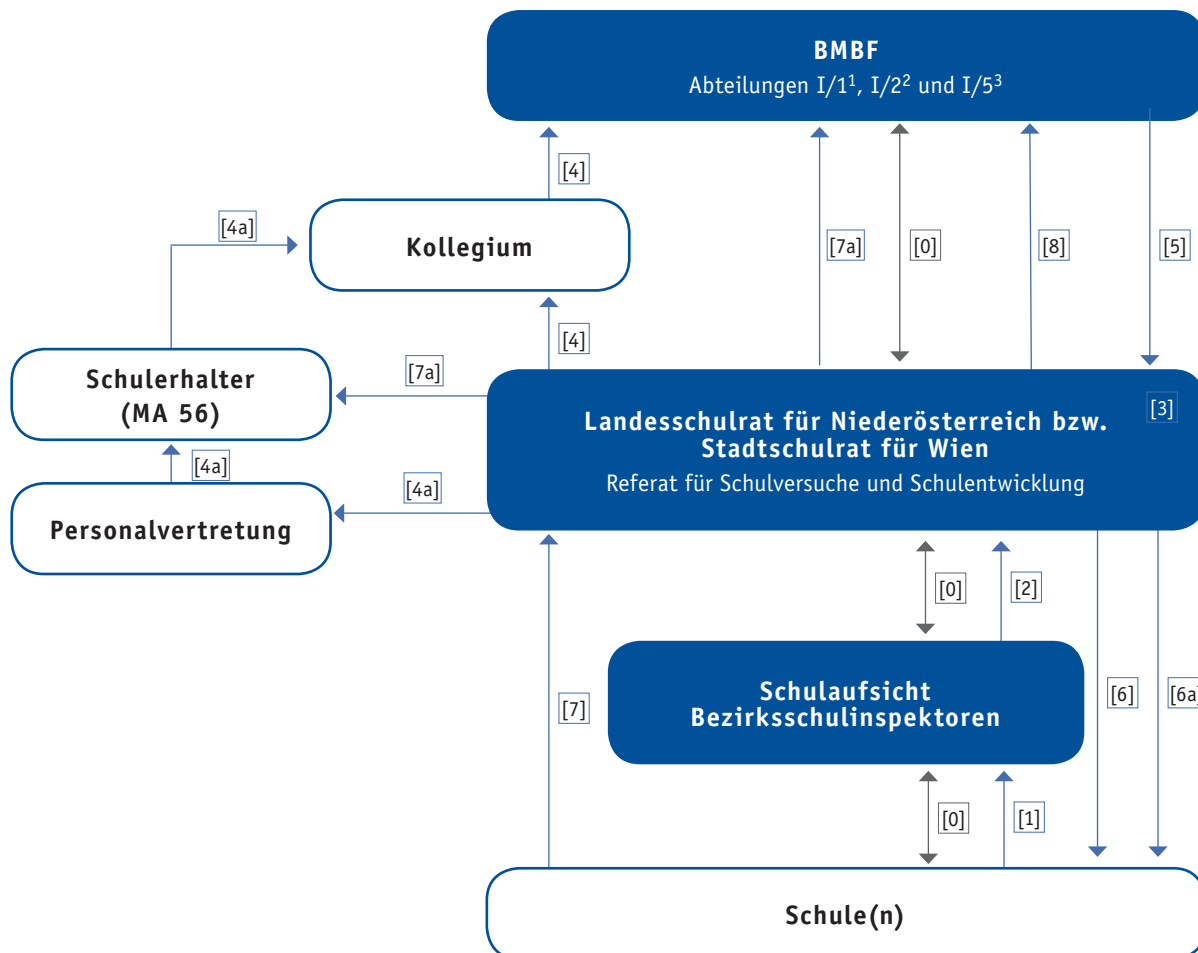 BMBF
Abteilungen I/1¹, I/2² und I/5³
[4]
[4a]
Kollegium
[7a]
[0]
[8]
[5]
[4]
Schulerhalter
(MA 56)
[7a]
[4a]
Personalvertretung
[4a]
Landesschulrat für Niederösterreich bzw.
Stadtschulrat für Wien
Referat für Schulversuche und Schulentwicklung
[3]
[0]
[2]
Schulaufsicht
Bezirksschulinspektoren
[7]
[6]
[6a]
[0]
[1]
Schule(n)